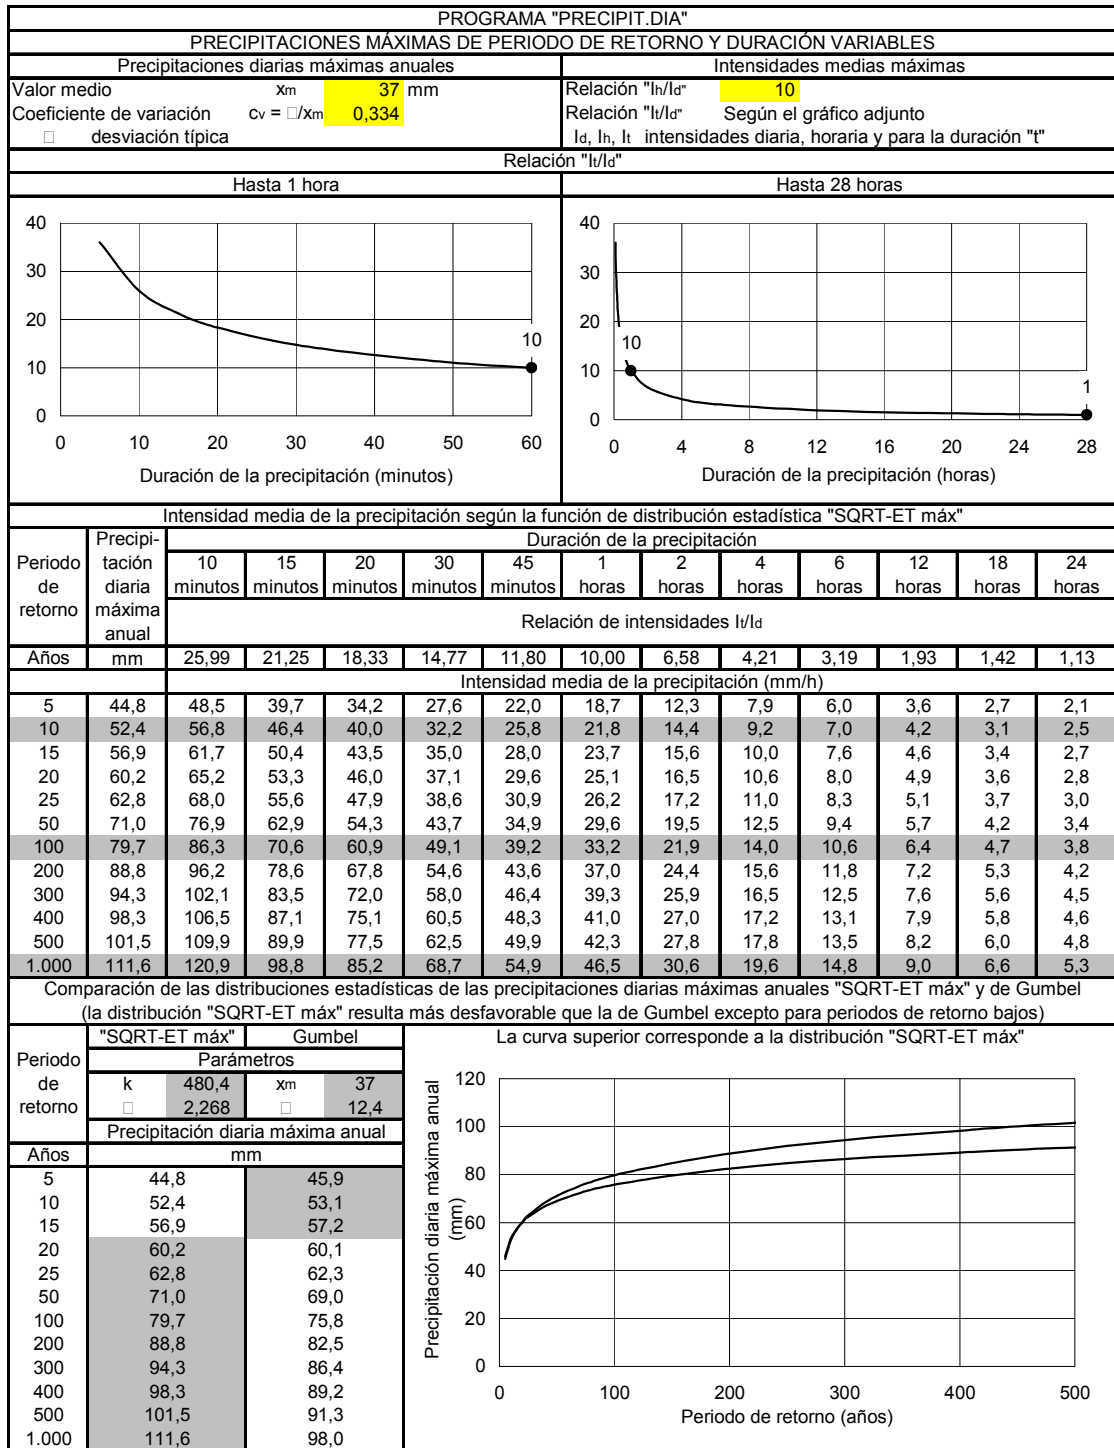 PROGRAMA "PRECIPIT.DIA"
PRECIPITACIONES MÁXIMAS DE PERIODO DE RETORNO Y DURACIÓN VARIABLES
Precipitaciones diarias máximas anuales Intensidades medias máximas
Valor medio xm 37 mm Relación "Ih/Id" 10
Coeficiente de variación cv = □/xm 0,334 Relación "It/Id" Según el gráfico adjunto
□ desviación típica Id, Ih, It intensidades diaria, horaria y para la duración "t"
Relación "It/Id"
Hasta 1 hora Hasta 28 horas
40
30
20
10
0
10
0 10 20 30 40 50 60
Duración de la precipitación (minutos)
40
30
20
10
0
10
1
0 4 8 12 16 20 24 28
Duración de la precipitación (horas)
Intensidad media de la precipitación según la función de distribución estadística "SQRT-ET máx"
Periodo de retorno
Precipi-
tación
diaria
máxima
anual
Duración de la precipitación
10 15 20 30 45 1 2 4 6 12 18 24
minutos minutos minutos minutos minutos horas horas horas horas horas horas horas
Relación de intensidades It/Id
Años mm 25,99 21,25 18,33 14,77 11,80 10,00 6,58 4,21 3,19 1,93 1,42 1,13
Intensidad media de la precipitación (mm/h)
5 44,8 48,5 39,7 34,2 27,6 22,0 18,7 12,3 7,9 6,0 3,6 2,7 2,1
10 52,4 56,8 46,4 40,0 32,2 25,8 21,8 14,4 9,2 7,0 4,2 3,1 2,5
15 56,9 61,7 50,4 43,5 35,0 28,0 23,7 15,6 10,0 7,6 4,6 3,4 2,7
20 60,2 65,2 53,3 46,0 37,1 29,6 25,1 16,5 10,6 8,0 4,9 3,6 2,8
25 62,8 68,0 55,6 47,9 38,6 30,9 26,2 17,2 11,0 8,3 5,1 3,7 3,0
50 71,0 76,9 62,9 54,3 43,7 34,9 29,6 19,5 12,5 9,4 5,7 4,2 3,4
100 79,7 86,3 70,6 60,9 49,1 39,2 33,2 21,9 14,0 10,6 6,4 4,7 3,8
200 88,8 96,2 78,6 67,8 54,6 43,6 37,0 24,4 15,6 11,8 7,2 5,3 4,2
300 94,3 102,1 83,5 72,0 58,0 46,4 39,3 25,9 16,5 12,5 7,6 5,6 4,5
400 98,3 106,5 87,1 75,1 60,5 48,3 41,0 27,0 17,2 13,1 7,9 5,8 4,6
500 101,5 109,9 89,9 77,5 62,5 49,9 42,3 27,8 17,8 13,5 8,2 6,0 4,8
1.000 111,6 120,9 98,8 85,2 68,7 54,9 46,5 30,6 19,6 14,8 9,0 6,6 5,3
Comparación de las distribuciones estadísticas de las precipitaciones diarias máximas anuales "SQRT-ET máx" y de Gumbel
(la distribución "SQRT-ET máx" resulta más desfavorable que la de Gumbel excepto para periodos de retorno bajos)
Periodo
de
retorno
"SQRT-ET máx" Gumbel
Parámetros
k 480,4 xm 37
□ 2,268 □ 12,4
Precipitación diaria máxima anual
Años mm
5 44,8 45,9
10 52,4 53,1
15 56,9 57,2
20 60,2 60,1
25 62,8 62,3
50 71,0 69,0
100 79,7 75,8
200 88,8 82,5
300 94,3 86,4
400 98,3 89,2
500 101,5 91,3
1.000 111,6 98,0
La curva superior corresponde a la distribución "SQRT-ET máx"
Precipitación diaria máxima anual
(mm)
120
100
80
60
40
20
0
0 100 200 300 400 500
Periodo de retorno (años)